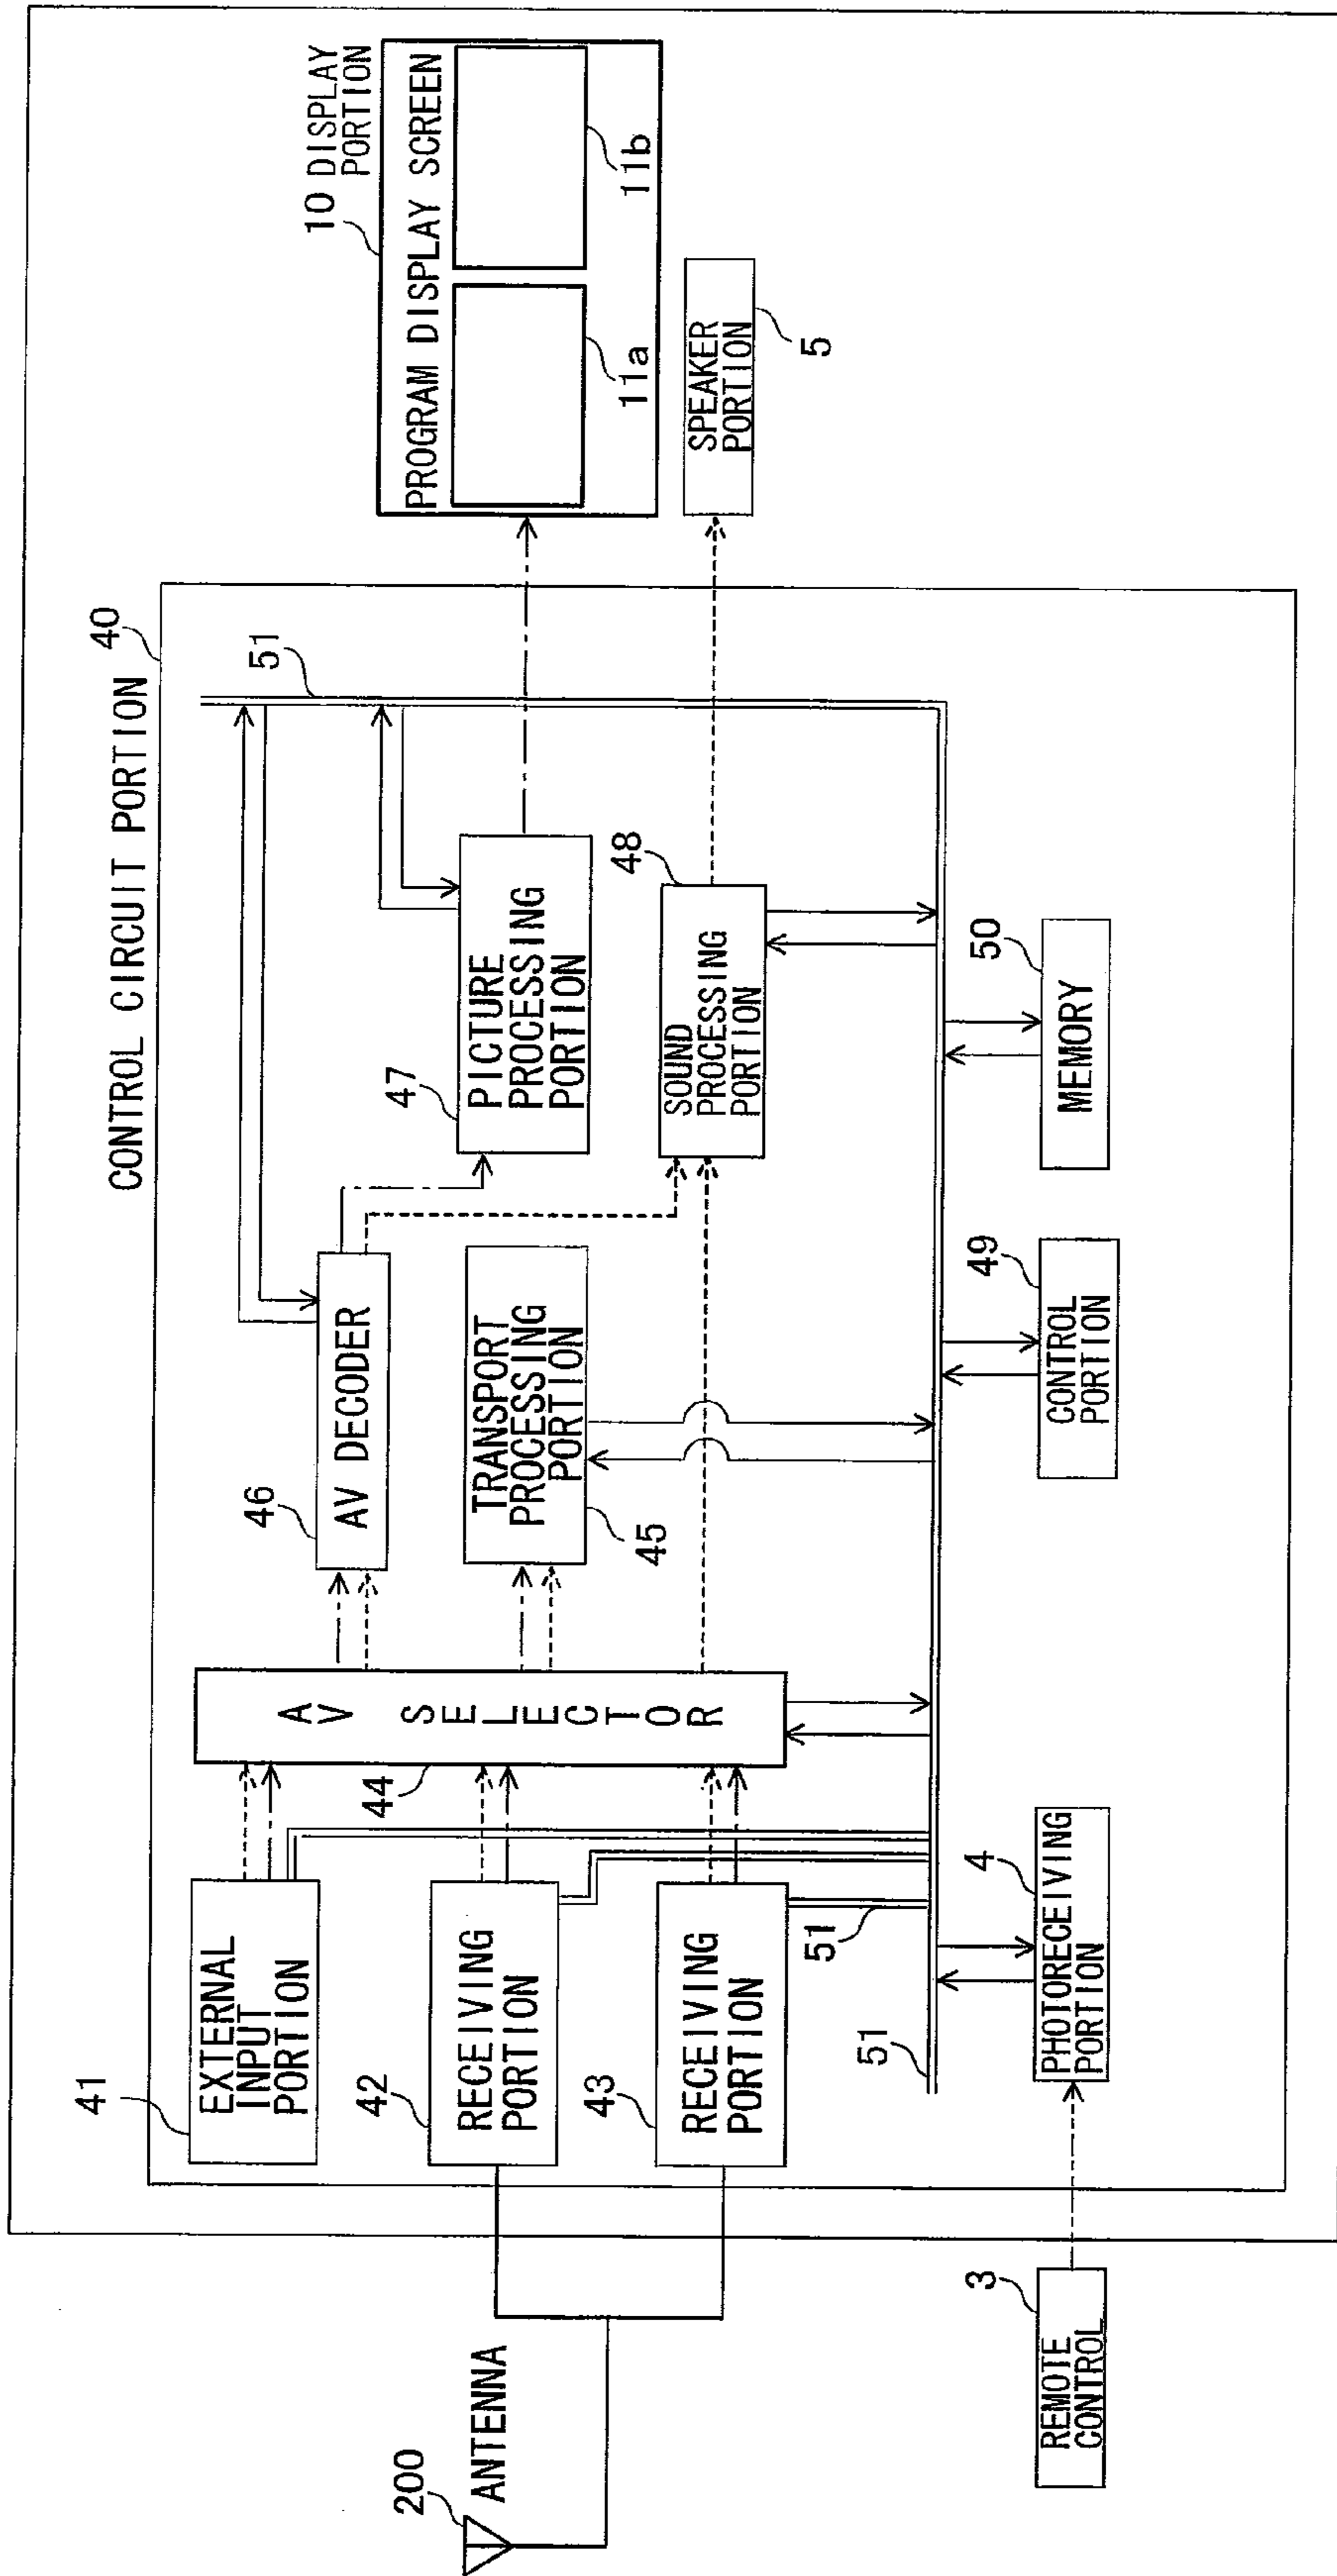 10 DISPLAY
PORTION
PROGRAM DISPLAY SCREEN
11a
11b
SPEAKER
PORTION
5
CONTROL CIRCUIT PORTION
40
51
41
EXTERNAL
INPUT
PORTION
42
RECEIVING
PORTION
43
RECEIVING
PORTION
44
AV SELECTOR
46
AV DECODER
TRANSPORT
PROCESSING
PORTION
45
47
PICTURE
PROCESSING
PORTION
48
SOUND
PROCESSING
PORTION
51
51
4
PHOTORECEIVING
PORTION
49
CONTROL
PORTION
50
MEMORY
200
ANTENNA
3
REMOTE
CONTROL